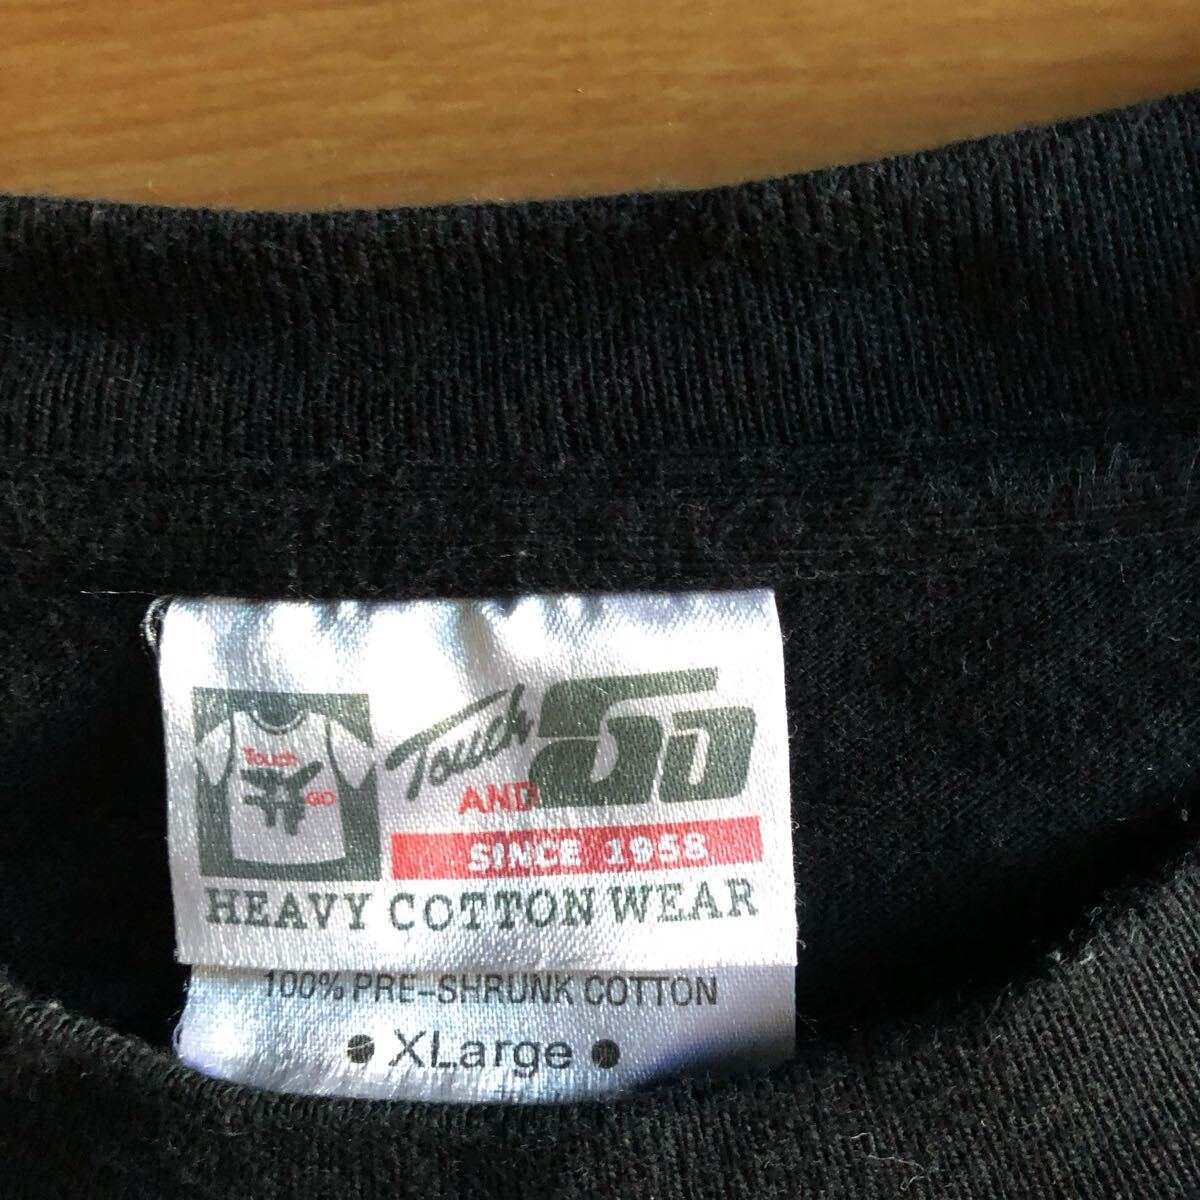 Touch
GO
Touch
AND GO
SINCE 1958
HEAVY COTTON WEAR
100% PRE-SHRUNK COTTON
• XLarge •